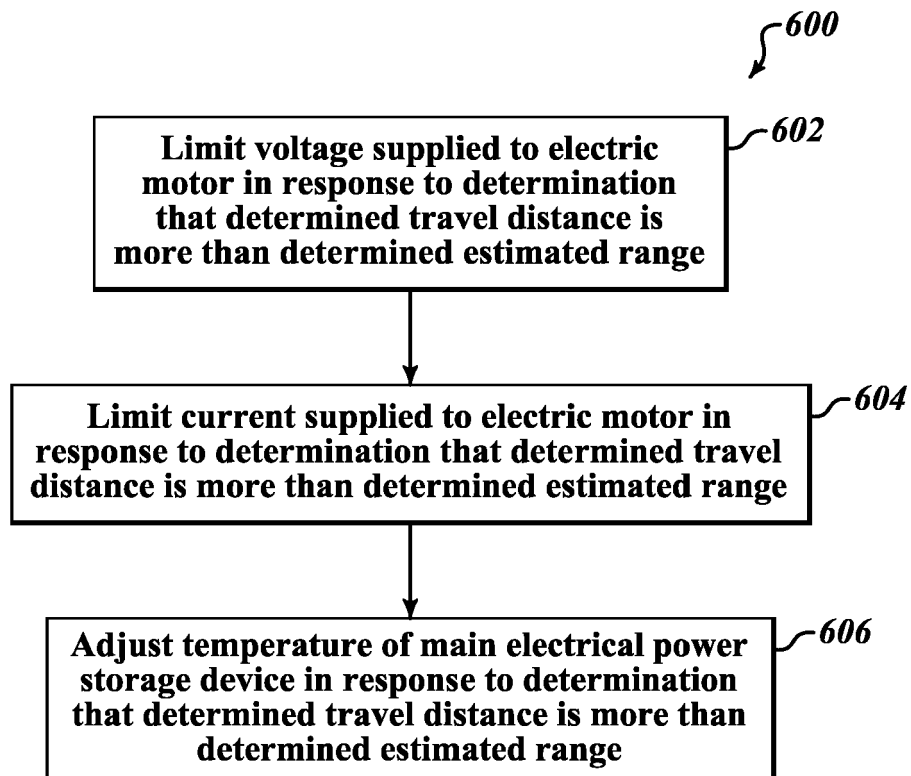 600
602
Limit voltage supplied to electric
motor in response to determination
that determined travel distance is
more than determined estimated range
604
Limit current supplied to electric motor in
response to determination that determined travel
distance is more than determined estimated range
606
Adjust temperature of main electrical power
storage device in response to determination
that determined travel distance is more than
determined estimated range